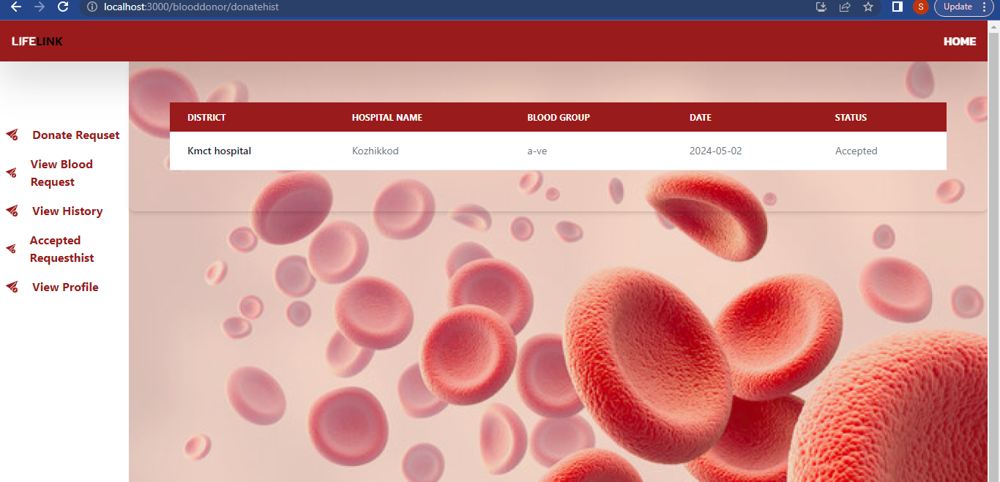 localhost:3000/blooddonor/donatehist
S
Update
LIFELINK
HOME
DISTRICT HOSPITAL NAME BLOOD GROUP DATE STATUS
Kmct hospital Kozhikkod a-ve 2024-05-02 Accepted
Donate Requset
View Blood
Request
View History
Accepted
Requesthist
View Profile